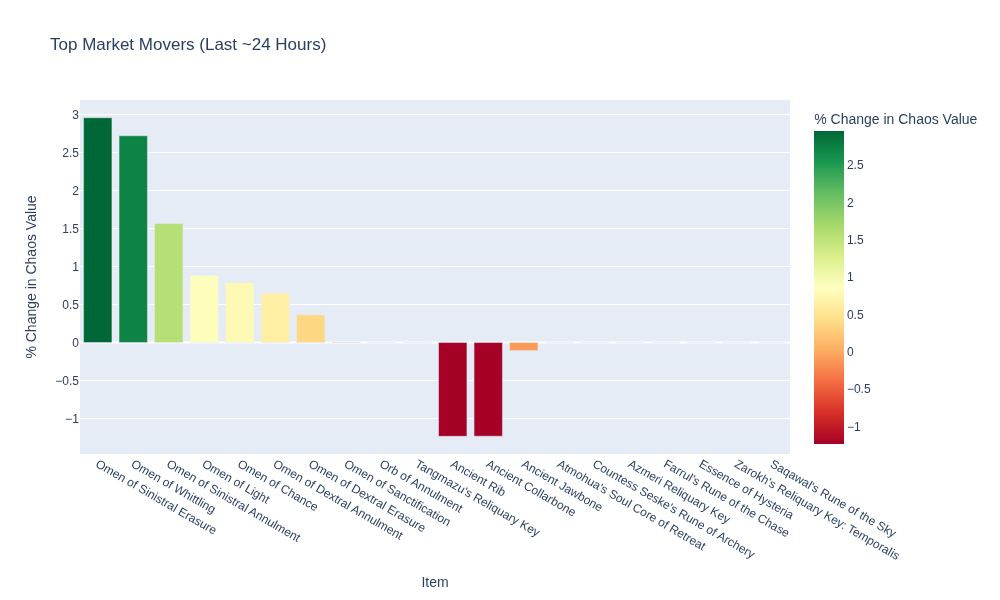 Top Market Movers (Last ~24 Hours)
% Change in Chaos Value
3
2.5
2
1.5
1
0.5
0
−0.5
−1
Omen of Sinistral Erasure
Omen of Whittling
Omen of Sinistral Annulment
Omen of Light
Omen of Chance
Omen of Dextral Annulment
Omen of Dextral Erasure
Omen of Sanctification
Orb of Annulment
Tangmazu's Reliquary Key
Ancient Rib
Ancient Collarbone
Ancient Jawbone
Atmohua's Soul Core of Retreat
Countess Seske's Rune of Archery
Azmeri Reliquary Key
Farrul's Rune of the Chase
Essence of Hysteria
Zarokh's Reliquary Key: Temporalis
Saqawal's Rune of the Sky
Item
% Change in Chaos Value
2.5
2
1.5
1
0.5
0
−0.5
−1